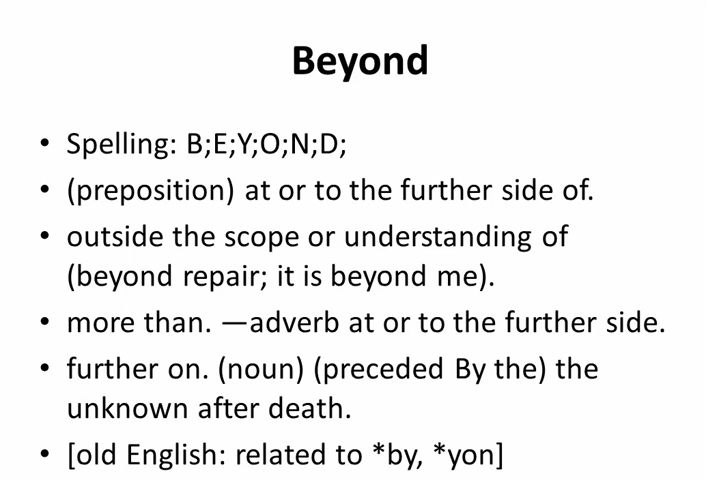 Beyond
• Spelling: B;E;Y;O;N;D;
• (preposition) at or to the further side of.
• outside the scope or understanding of
(beyond repair; it is beyond me).
• more than. —adverb at or to the further side.
• further on. (noun) (preceded By the) the
unknown after death.
• [old English: related to *by, *yon]